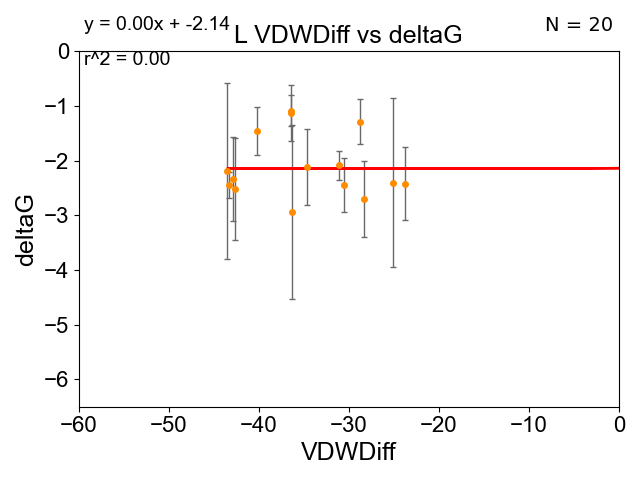 y = 0.00x + -2.14
L VDWDiff vs deltaG
N = 20
r^2 = 0.00
0
−1
−2
−3
−4
−5
−6
deltaG
−60
−50
−40
−30
−20
−10
0
VDWDiff